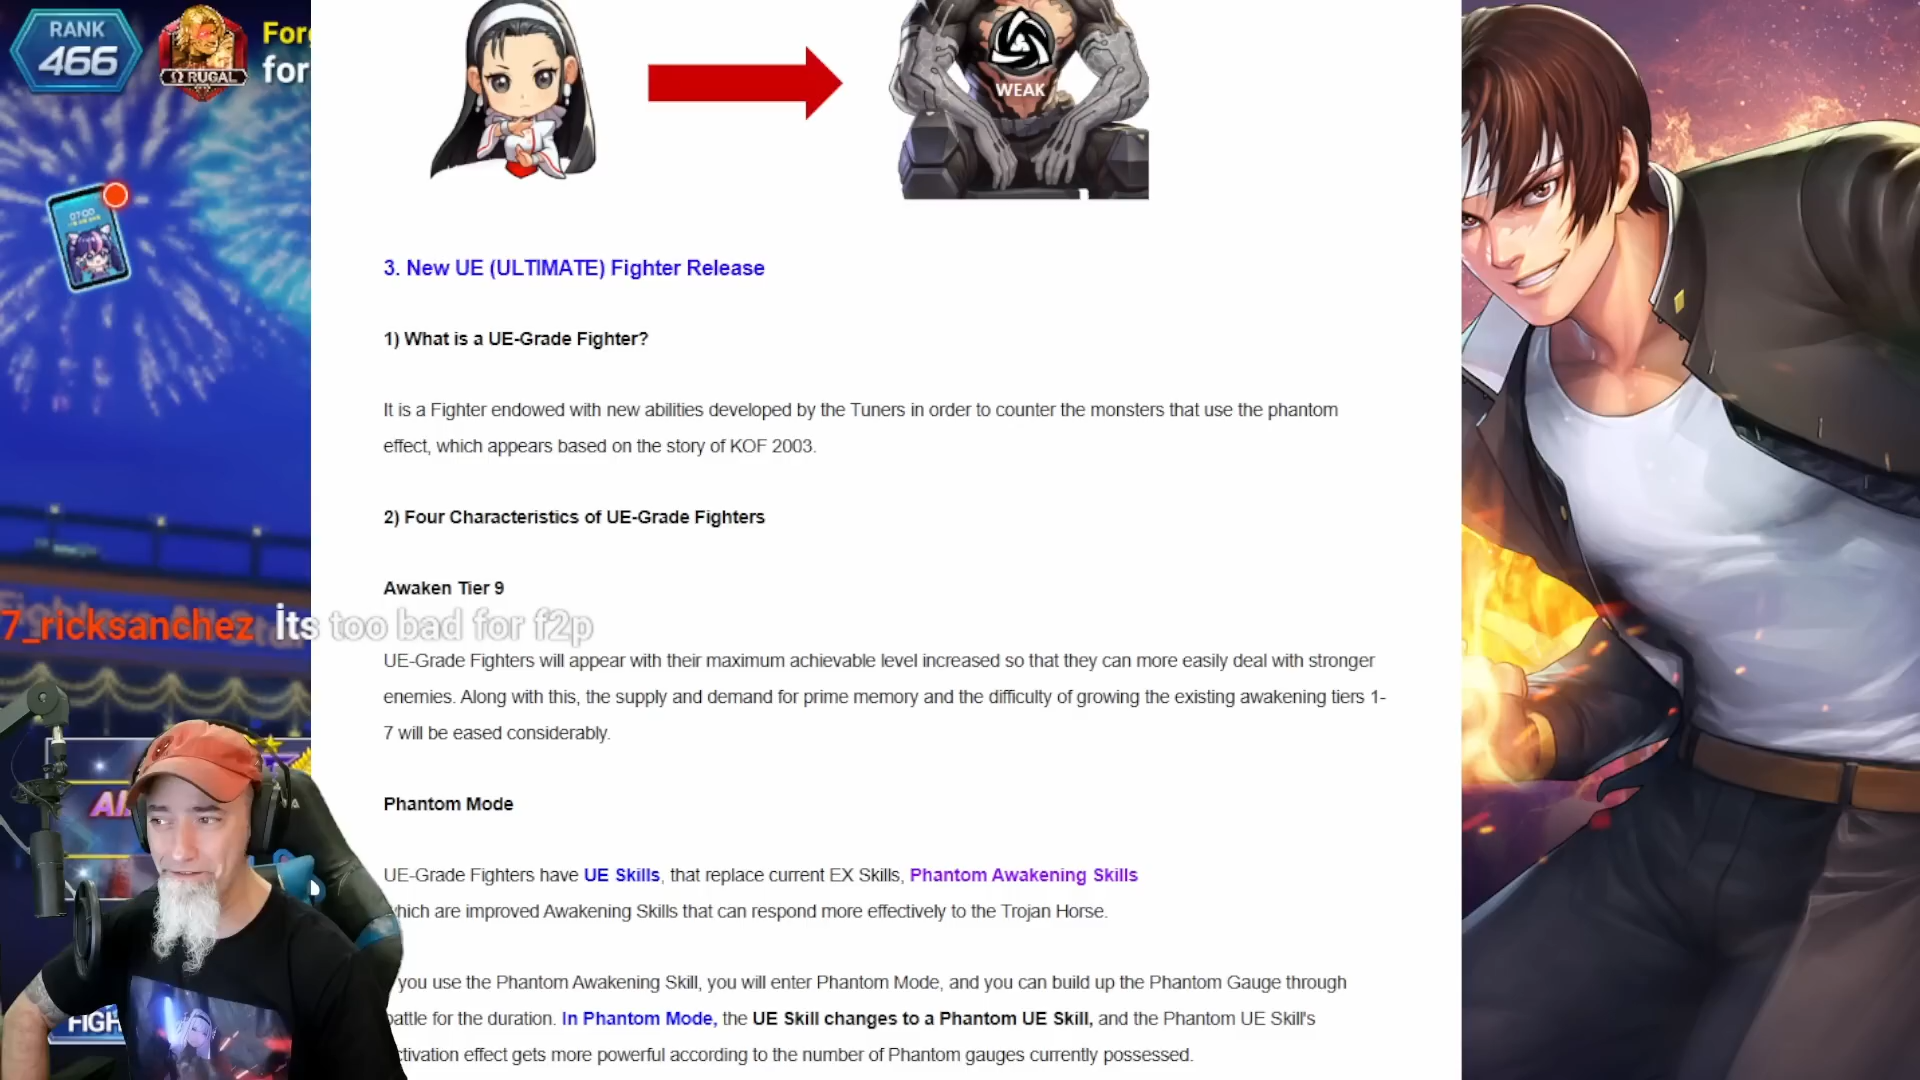 RANK
466
Ω RUGAL
For
for
WEAK
07:00
3. New UE (ULTIMATE) Fighter Release
1) What is a UE-Grade Fighter?
It is a Fighter endowed with new abilities developed by the Tuners in order to counter the monsters that use the phantom
effect, which appears based on the story of KOF 2003.
2) Four Characteristics of UE-Grade Fighters
Awaken Tier 9
7_ricksanchez İts too bad for f2p
UE-Grade Fighters will appear with their maximum achievable level increased so that they can more easily deal with stronger
enemies. Along with this, the supply and demand for prime memory and the difficulty of growing the existing awakening tiers 1-
7 will be eased considerably.
Phantom Mode
UE-Grade Fighters have UE Skills, that replace current EX Skills, Phantom Awakening Skills
which are improved Awakening Skills that can respond more effectively to the Trojan Horse.
you use the Phantom Awakening Skill, you will enter Phantom Mode, and you can build up the Phantom Gauge through
battle for the duration. In Phantom Mode, the UE Skill changes to a Phantom UE Skill, and the Phantom UE Skill's
ctivation effect gets more powerful according to the number of Phantom gauges currently possessed.
FIGH